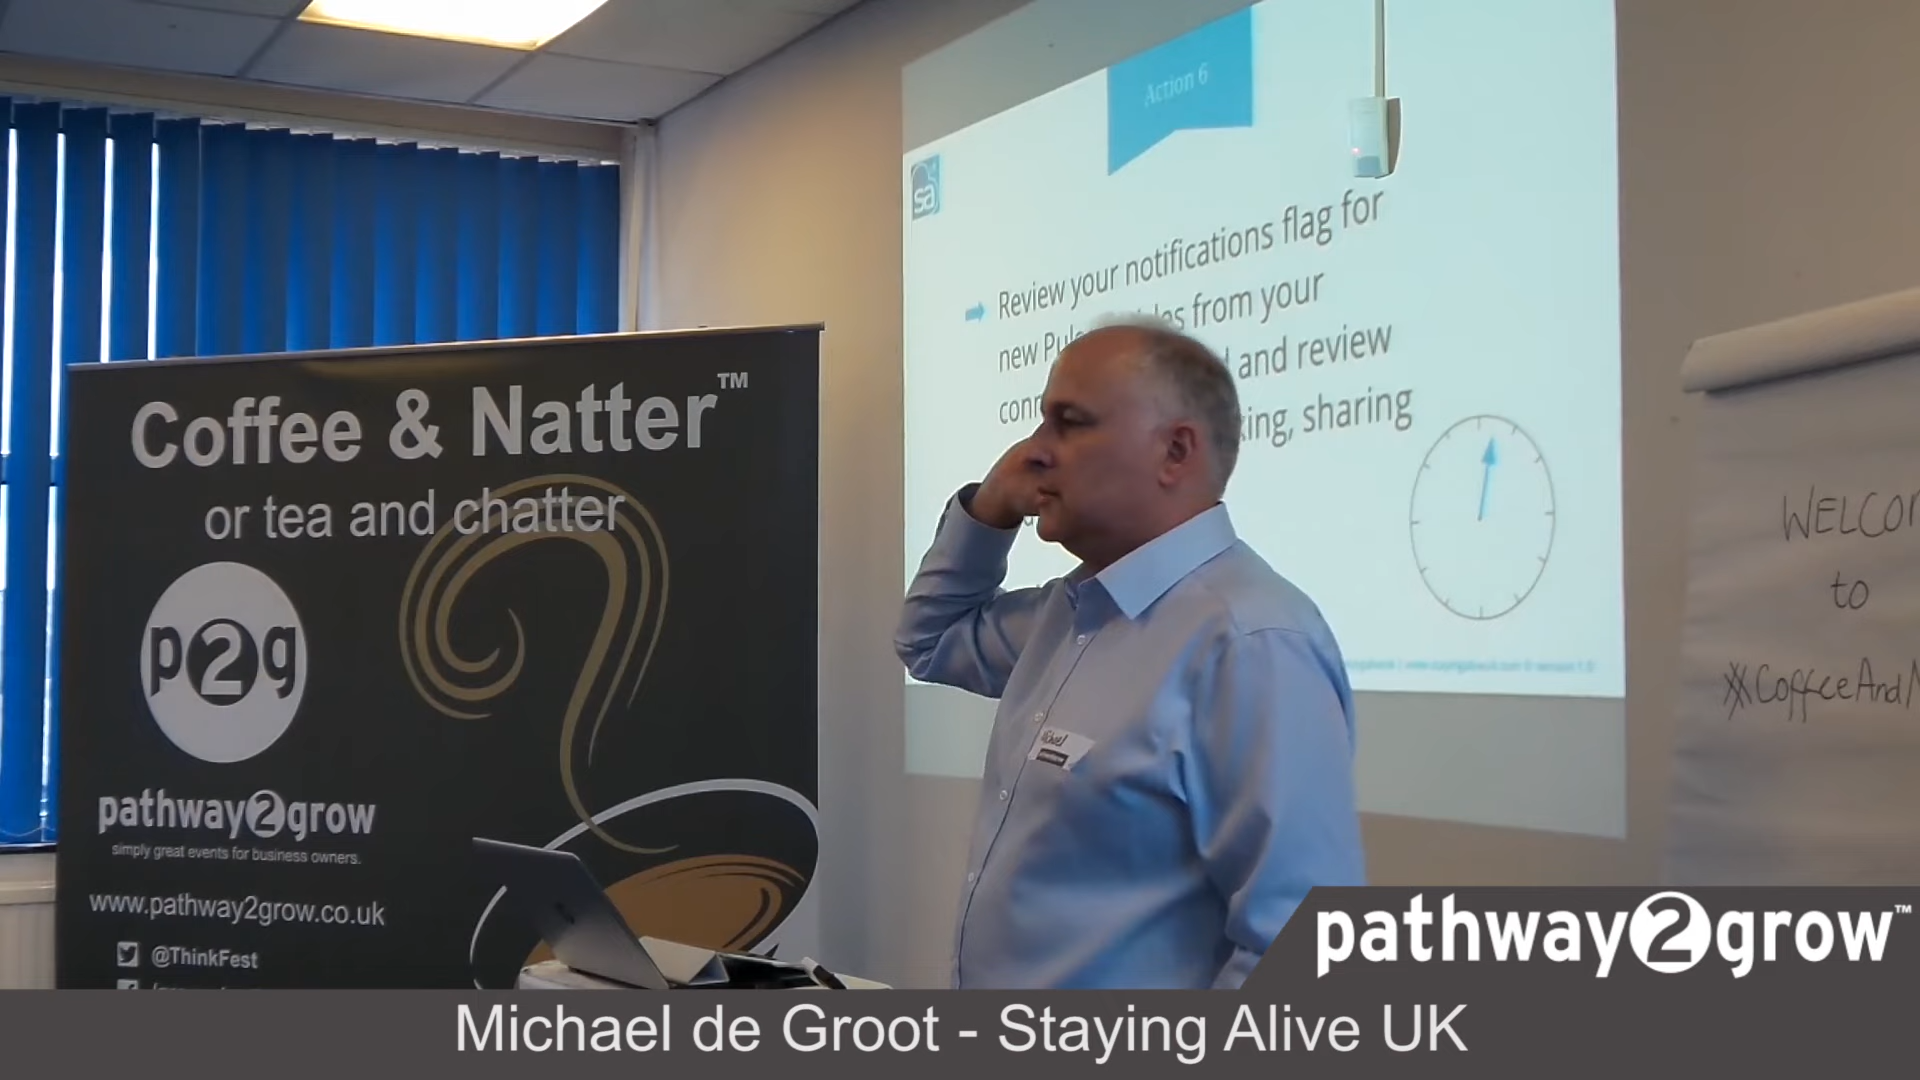 Coffee & Natter™
or tea and chatter
p2g
pathway2grow
simply great events for business owners.
www.pathway2grow.co.uk
@ThinkFest
Action 6
sa
Review your notifications flag for
new from your
and review
sharing
Michael
WELCO
to
#CoffeeAndN
pathway2grow™
Michael de Groot - Staying Alive UK